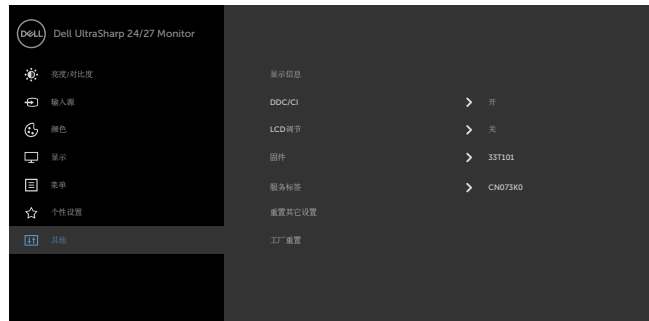 DELL Dell UltraSharp 24/27 Monitor
亮度/对比度 显示信息
输入源 DDC/CI 开
颜色 LCD调节 关
显示 固件 33T101
菜单 服务标签 CN073K0
个性设置 重置其它设置
其他 工厂重置